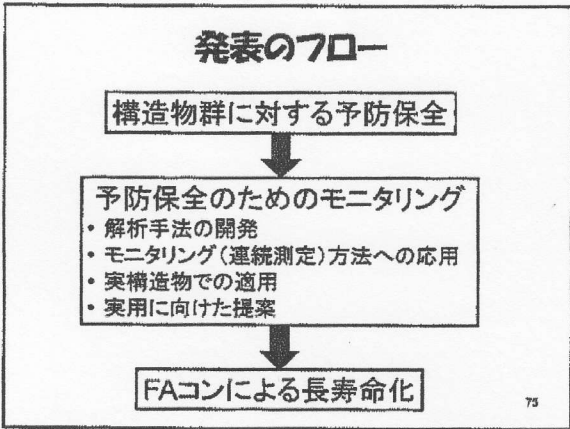 発表のフロー
構造物群に対する予防保全
予防保全のためのモニタリング
・解析手法の開発
・モニタリング(連続測定)方法への応用
・実構造物での適用
・実用に向けた提案
FAコンによる長寿命化
75